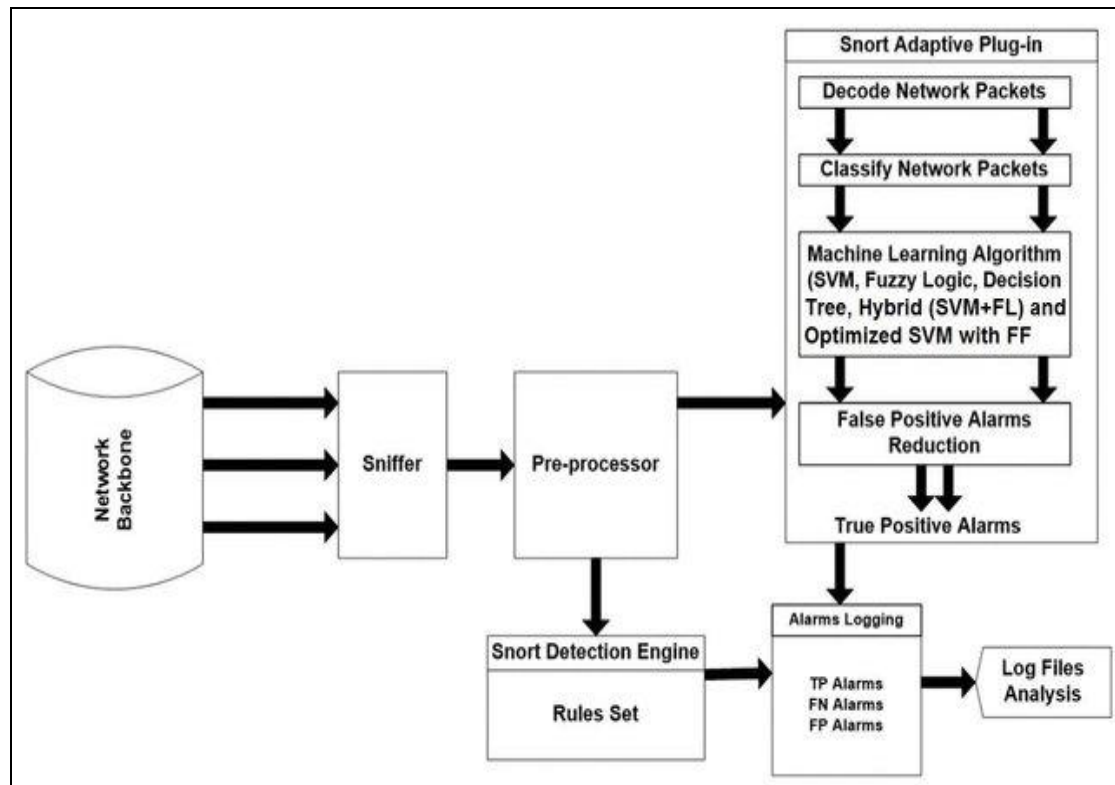 Snort Adaptive Plug-in
Decode Network Packets
Classify Network Packets
Machine Learning Algorithm
(SVM, Fuzzy Logic, Decision
Tree, Hybrid (SVM+FL) and
Optimized SVM with FF
False Positive Alarms
Reduction
True Positive Alarms
Network
Backbone
Sniffer
Pre-processor
Snort Detection Engine
Rules Set
Alarms Logging
TP Alarms
FN Alarms
FP Alarms
Log Files
Analysis